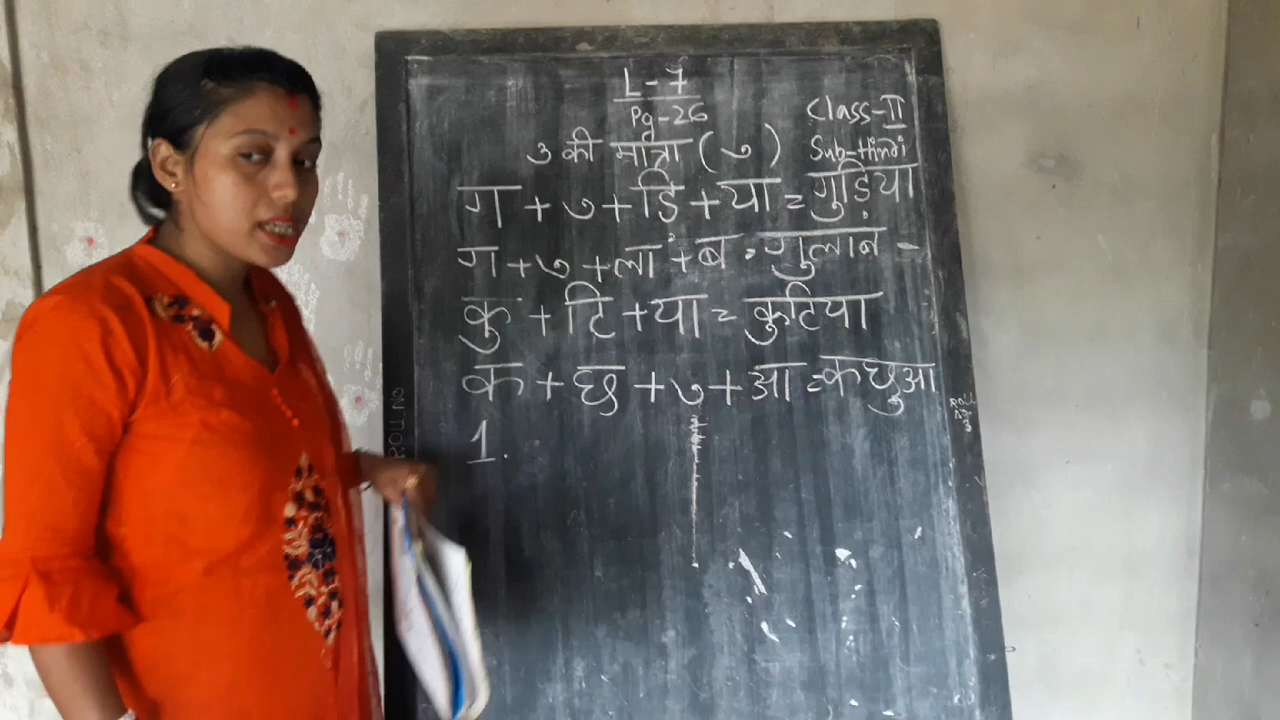 L-7
Pg-26
Class-II
Sub-Hindi
उ की मात्रा ( ु )
ग + ु + डि + या = गुड़िया
ग + ु + ला + ब = गुलाब -
कु + टि + या = कुटिया
क + छ + ु + आ = कछुआ
1.